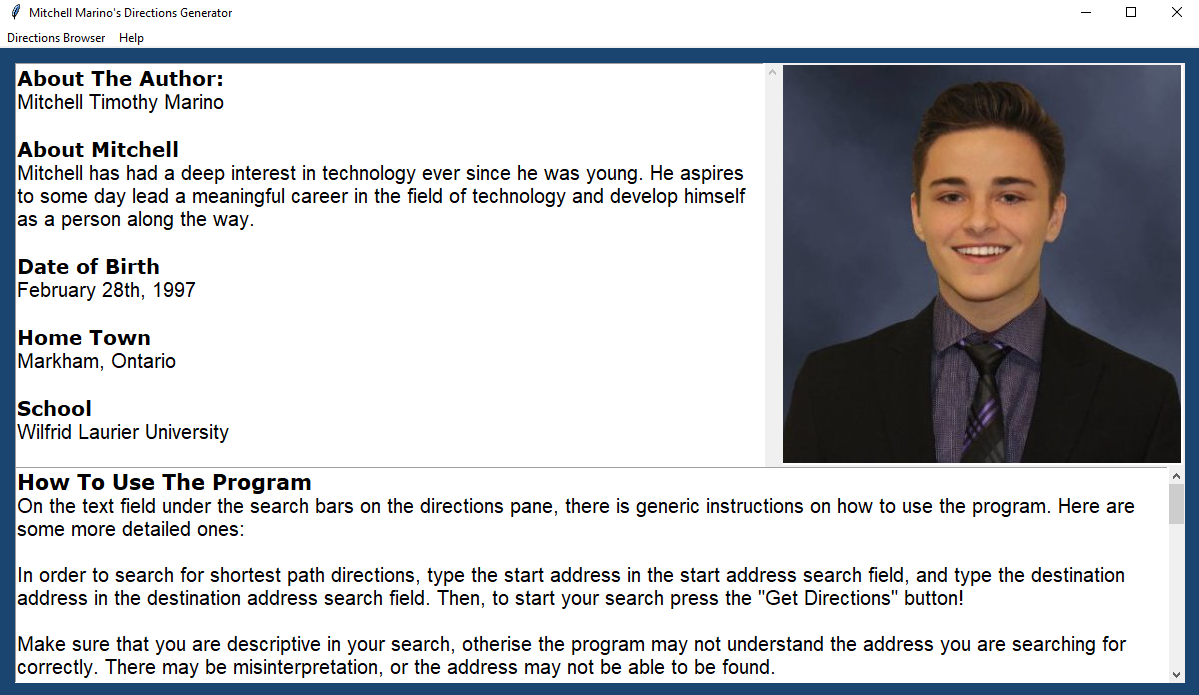 Mitchell Marino's Directions Generator
Directions Browser Help
About The Author:
Mitchell Timothy Marino
About Mitchell
Mitchell has had a deep interest in technology ever since he was young. He aspires
to some day lead a meaningful career in the field of technology and develop himself
as a person along the way.
Date of Birth
February 28th, 1997
Home Town
Markham, Ontario
School
Wilfrid Laurier University
How To Use The Program
On the text field under the search bars on the directions pane, there is generic instructions on how to use the program. Here are
some more detailed ones:
In order to search for shortest path directions, type the start address in the start address search field, and type the destination
address in the destination address search field. Then, to start your search press the "Get Directions" button!
Make sure that you are descriptive in your search, otherise the program may not understand the address you are searching for
correctly. There may be misinterpretation, or the address may not be able to be found.